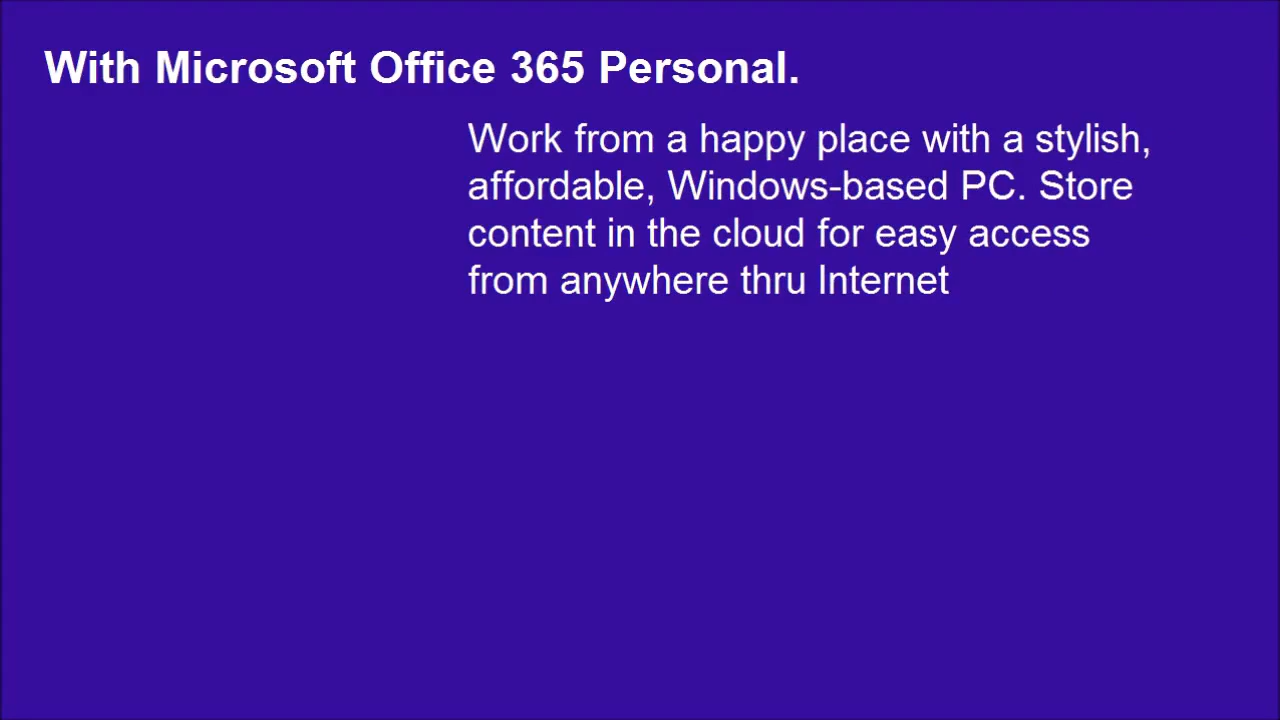 With Microsoft Office 365 Personal.
Work from a happy place with a stylish,
affordable, Windows-based PC. Store
content in the cloud for easy access
from anywhere thru Internet